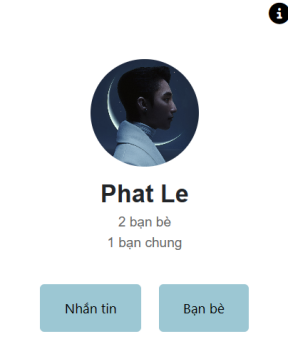 Phat Le
2 bạn bè
1 bạn chung
Nhắn tin
Bạn bè